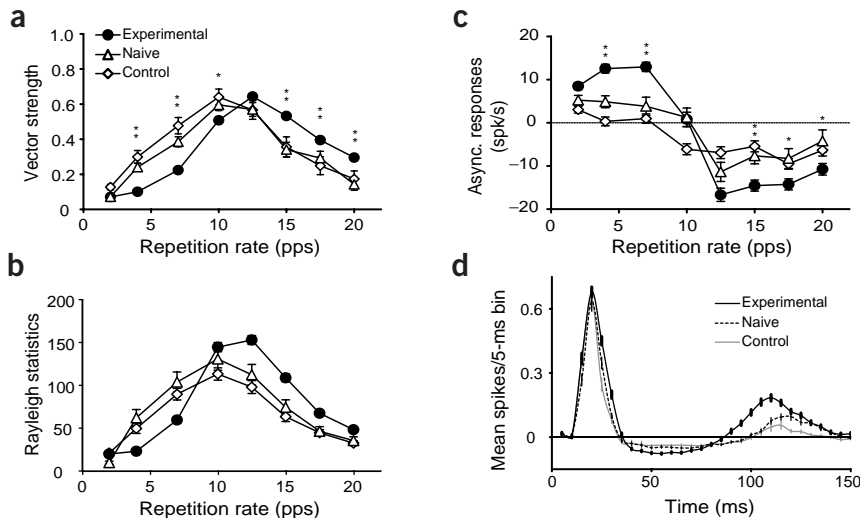 a
Experimental
Naive
Control
Vector strength
1.0
0.8
0.6
0.4
0.2
0
* *
* *
*
* *
* *
* *
0 5 10 15 20
Repetition rate (pps)
b
Rayleigh statistics
200
150
100
50
0
0 5 10 15 20
Repetition rate (pps)
c
Async. responses
(spk/s)
20
10
0
−10
−20
* *
* *
* *
*
*
0 5 10 15 20
Repetition rate (pps)
d
Mean spikes/5-ms bin
0.6
0.3
0
Experimental
Naive
Control
0 50 100 150
Time (ms)